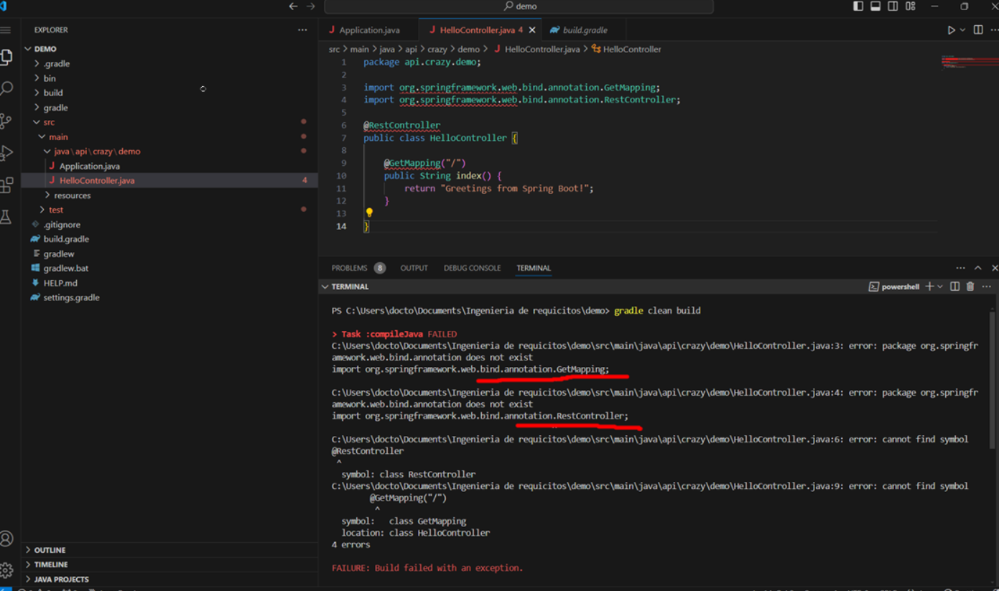 demo
EXPLORER
Application.java
HelloController.java 4
build.gradle
DEMO
.gradle
bin
build
gradle
src
main
java\api\crazy\demo
Application.java
HelloController.java 4
resources
test
.gitignore
build.gradle
gradlew
gradlew.bat
HELP.md
settings.gradle
OUTLINE
TIMELINE
JAVA PROJECTS
src > main > java > api > crazy > demo > HelloController.java > HelloController
1 package api.crazy.demo;
2
3 import org.springframework.web.bind.annotation.GetMapping;
4 import org.springframework.web.bind.annotation.RestController;
5
6 @RestController
7 public class HelloController {
8
9 @GetMapping("/")
10 public String index() {
11 return "Greetings from Spring Boot!";
12 }
13
14 }
PROBLEMS 8 OUTPUT DEBUG CONSOLE TERMINAL
TERMINAL
powershell
PS C:\Users\docto\Documents\Ingenieria de requicitos\demo> gradle clean build
> Task :compileJava FAILED
C:\Users\docto\Documents\Ingenieria de requicitos\demo\src\main\java\api\crazy\demo\HelloController.java:3: error: package org.springfr
amework.web.bind.annotation does not exist
import org.springframework.web.bind.annotation.GetMapping;
C:\Users\docto\Documents\Ingenieria de requicitos\demo\src\main\java\api\crazy\demo\HelloController.java:4: error: package org.springfr
amework.web.bind.annotation does not exist
import org.springframework.web.bind.annotation.RestController;
C:\Users\docto\Documents\Ingenieria de requicitos\demo\src\main\java\api\crazy\demo\HelloController.java:6: error: cannot find symbol
@RestController
^
symbol: class RestController
C:\Users\docto\Documents\Ingenieria de requicitos\demo\src\main\java\api\crazy\demo\HelloController.java:9: error: cannot find symbol
@GetMapping("/")
^
symbol: class GetMapping
location: class HelloController
4 errors
FAILURE: Build failed with an exception.